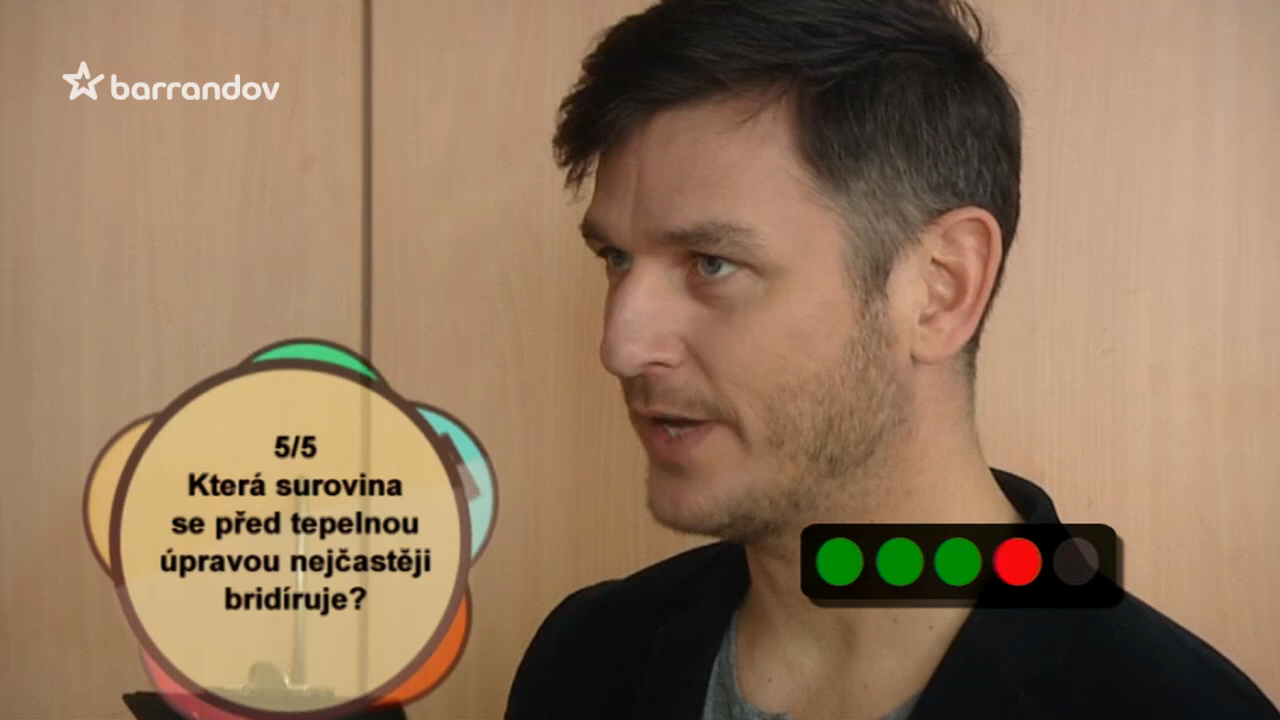 barrandov
5/5
Která surovina
se před tepelnou
úpravou nejčastěji
bridíruje?